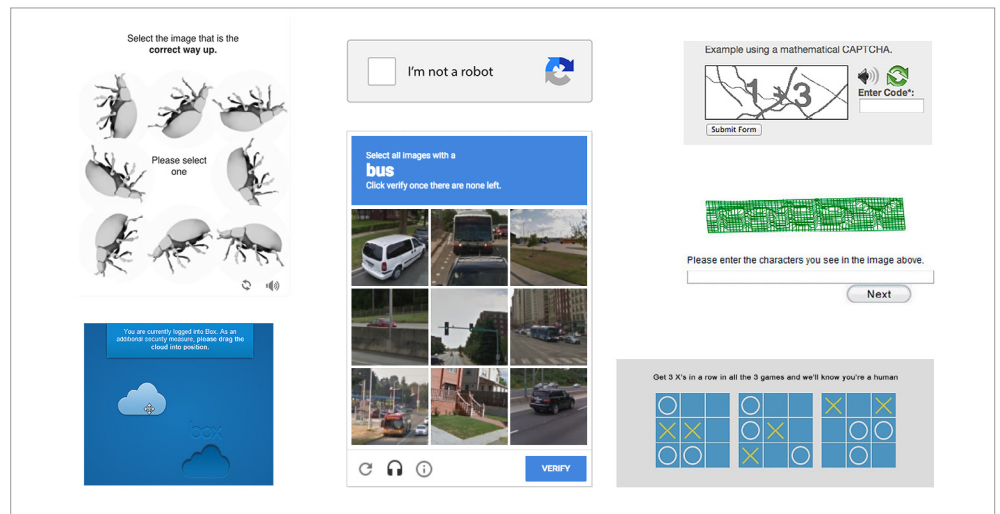 Select the image that is the
correct way up.
Please select
one
You are currently logged into Box. As an
additional security measure, please drag the
cloud into position.
box
I'm not a robot
Select all images with a
bus
Click verify once there are none left.
VERIFY
Example using a mathematical CAPTCHA.
1 3
Enter Code*:
Submit Form
Please enter the characters you see in the image above.
Next
Get 3 X's in a row in all the 3 games and we'll know you're a human